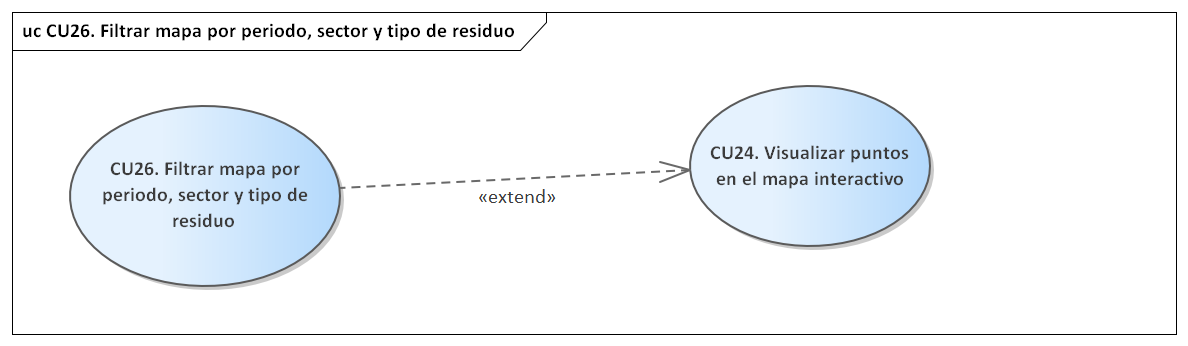 uc CU26. Filtrar mapa por periodo, sector y tipo de residuo
CU26. Filtrar mapa por
periodo, sector y tipo de
residuo
«extend»
CU24. Visualizar puntos
en el mapa interactivo